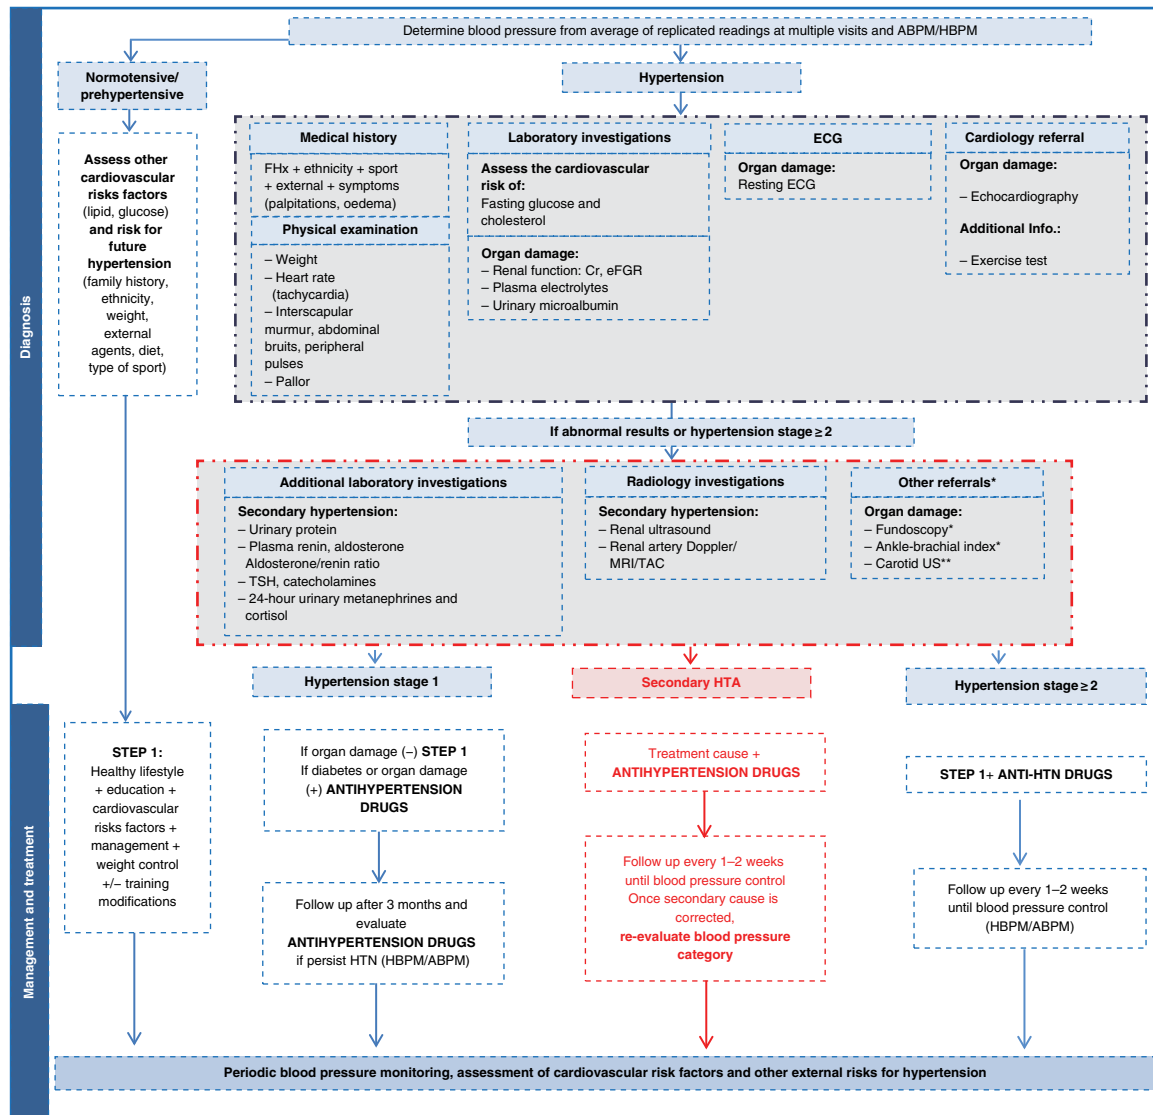 Determine blood pressure from average of replicated readings at multiple visits and ABPM/HBPM
Normotensive/
prehypertensive
Hypertension
Diagnosis
Assess other
cardiovascular
risks factors
(lipid, glucose)
and risk for
future
hypertension
(family history,
ethnicity,
weight,
external
agents, diet,
type of sport)
Medical history
FHx + ethnicity + sport
+ external + symptoms
(palpitations, oedema)
Physical examination
– Weight
– Heart rate
(tachycardia)
– Interscapular
murmur, abdominal
bruits, peripheral
pulses
– Pallor
Laboratory investigations
Assess the cardiovascular
risk of:
Fasting glucose and
cholesterol
Organ damage:
– Renal function: Cr, eFGR
– Plasma electrolytes
– Urinary microalbumin
ECG
Organ damage:
Resting ECG
Cardiology referral
Organ damage:
– Echocardiography
Additional Info.:
– Exercise test
If abnormal results or hypertension stage ≥ 2
Additional laboratory investigations
Secondary hypertension:
– Urinary protein
– Plasma renin, aldosterone
Aldosterone/renin ratio
– TSH, catecholamines
– 24-hour urinary metanephrines and
cortisol
Radiology investigations
Secondary hypertension:
– Renal ultrasound
– Renal artery Doppler/
MRI/TAC
Other referrals*
Organ damage:
– Fundoscopy*
– Ankle-brachial index*
– Carotid US**
Hypertension stage 1
Secondary HTA
Hypertension stage ≥ 2
Management and treatment
STEP 1:
Healthy lifestyle
+ education +
cardiovascular
risks factors +
management +
weight control
+/– training
modifications
If organ damage (–) STEP 1
If diabetes or organ damage
(+) ANTIHYPERTENSION
DRUGS
Follow up after 3 months and
evaluate
ANTIHYPERTENSION DRUGS
if persist HTN (HBPM/ABPM)
Treatment cause +
ANTIHYPERTENSION DRUGS
Follow up every 1–2 weeks
until blood pressure control
Once secondary cause is
corrected,
re-evaluate blood pressure
category
STEP 1+ ANTI-HTN DRUGS
Follow up every 1–2 weeks
until blood pressure control
(HBPM/ABPM)
Periodic blood pressure monitoring, assessment of cardiovascular risk factors and other external risks for hypertension